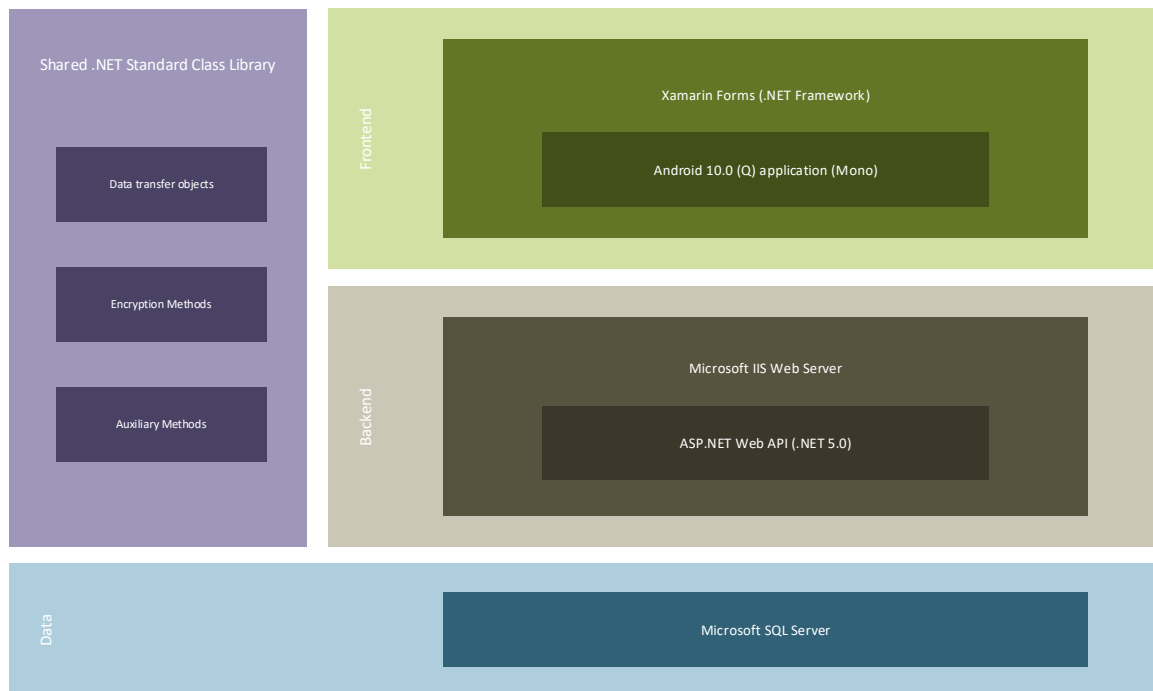 Shared .NET Standard Class Library
Data transfer objects
Encryption Methods
Auxiliary Methods
Frontend
Xamarin Forms (.NET Framework)
Android 10.0 (Q) application (Mono)
Backend
Microsoft IIS Web Server
ASP.NET Web API (.NET 5.0)
Data
Microsoft SQL Server